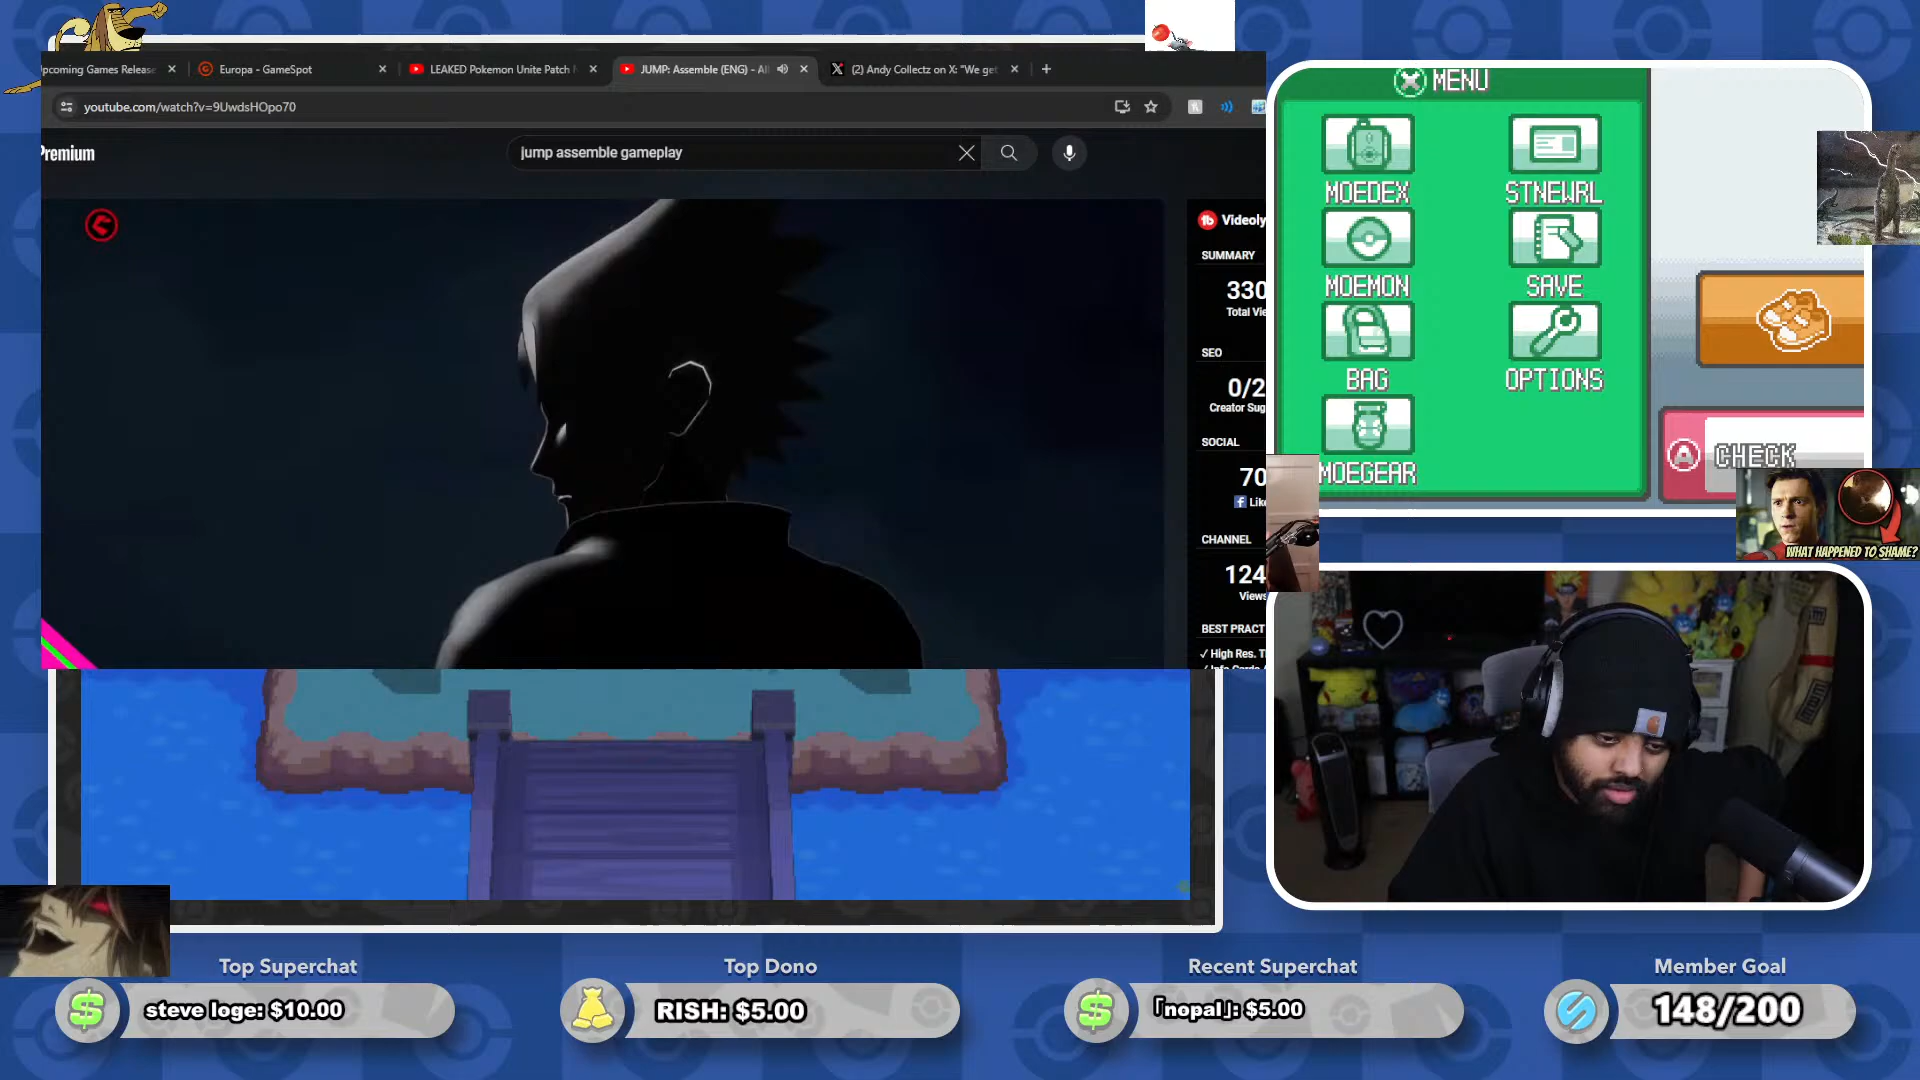 pcoming Games Release
Europa - GameSpot
LEAKED Pokemon Unite Patch
JUMP: Assemble (ENG) - Al
(2) Andy Collectz on X: "We get
youtube.com/watch?v=9UwdsHOpo70
Premium
jump assemble gameplay
Videoly
SUMMARY
330
Total Vie
SEO
0/2
Creator Sug
SOCIAL
70
Lik
CHANNEL
124
Views
BEST PRACT
✓ High Res. T
X MENU
MOEDEX
STNEWRL
MOEMON
SAVE
BAG
OPTIONS
MOEGEAR
A CHECK
WHAT HAPPENED TO SHAME?
Top Superchat
steve loge: $10.00
Top Dono
RISH: $5.00
Recent Superchat
「nopal」: $5.00
Member Goal
148/200